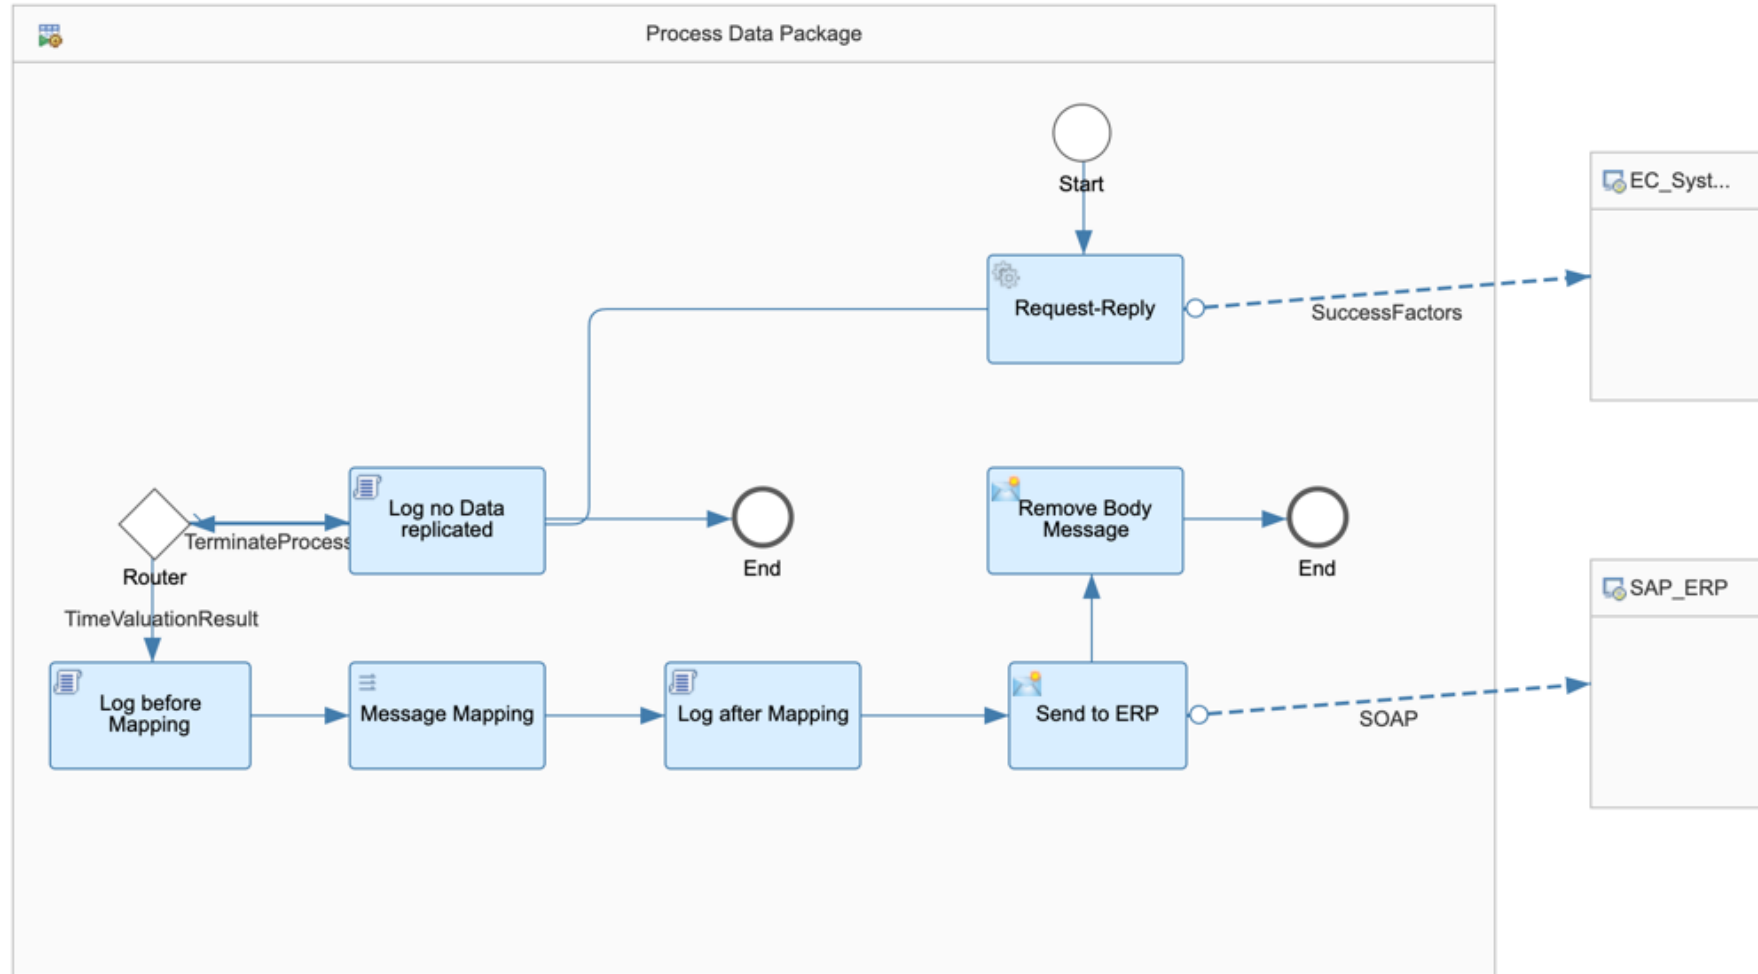 Process Data Package
Start
EC_Syst...
Request-Reply
SuccessFactors
Log no Data
replicated
Remove Body
Message
TerminateProcess
End
End
Router
SAP_ERP
TimeValuationResult
Log before
Mapping
Message Mapping
Log after Mapping
Send to ERP
SOAP